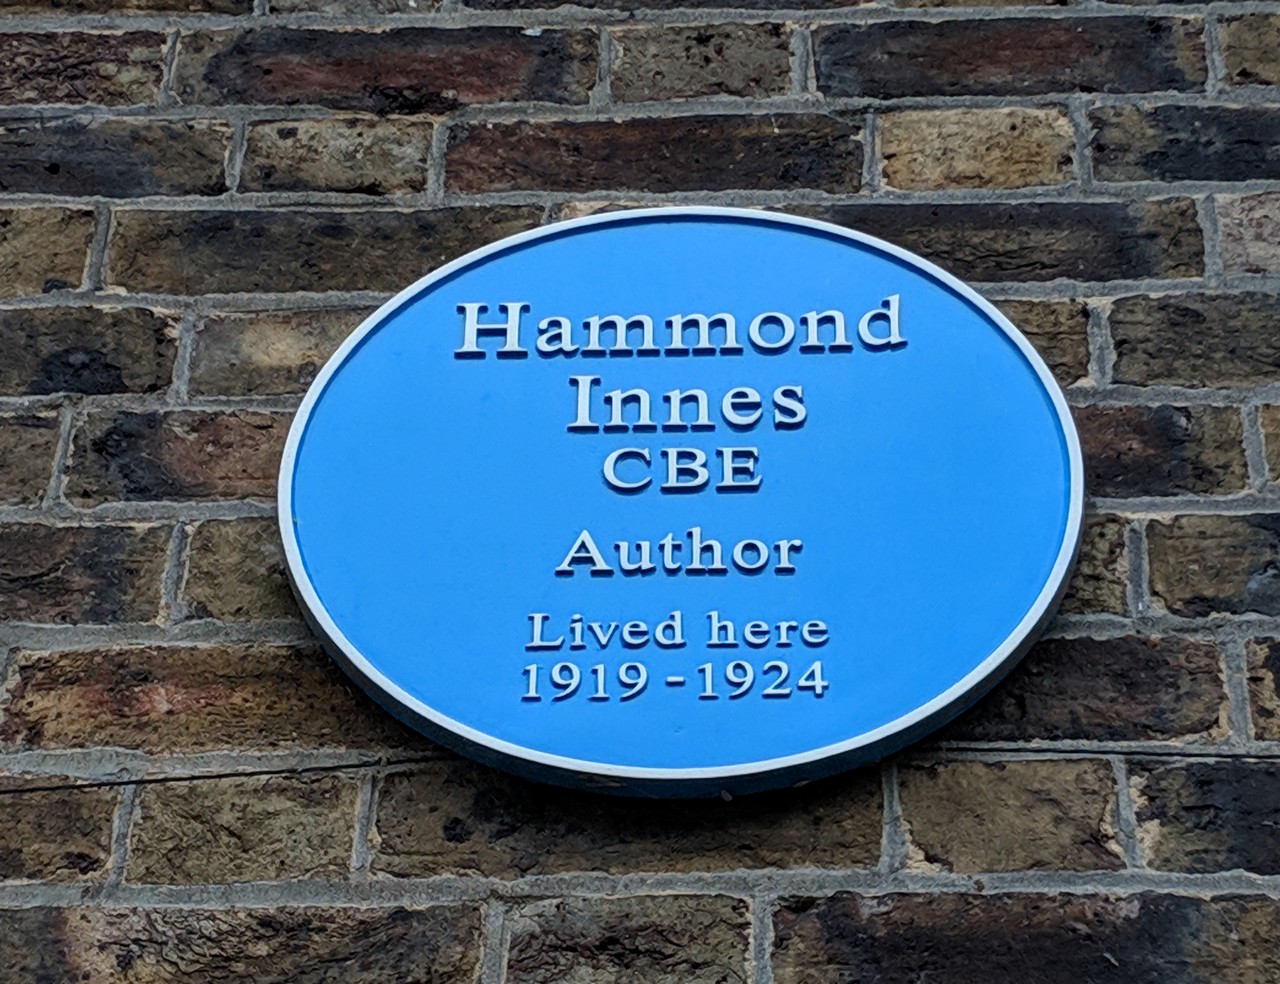 Hammond
Innes
CBE
Author
Lived here
1919 - 1924